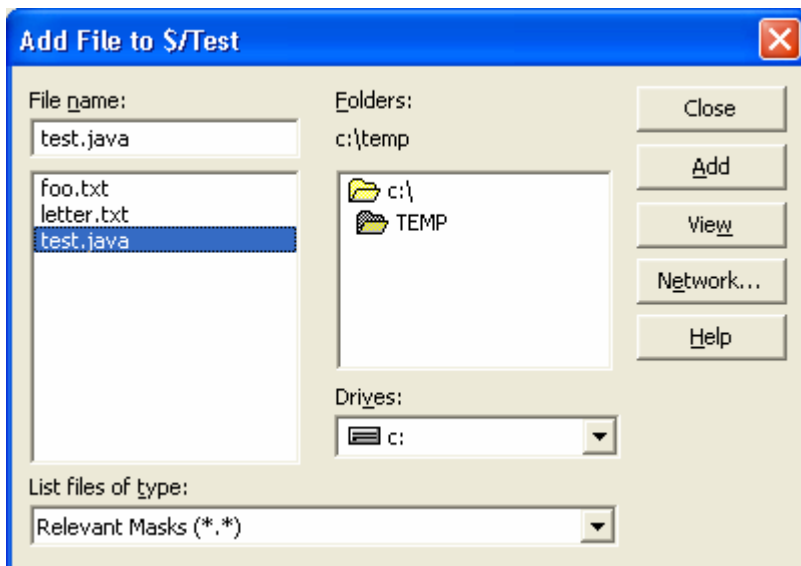 Add File to $/Test
File name:
test.java
foo.txt
letter.txt
test.java
Folders:
c:\temp
c:\
TEMP
Drives:
c:
List files of type:
Relevant Masks (*.*)
Close
Add
View
Network...
Help